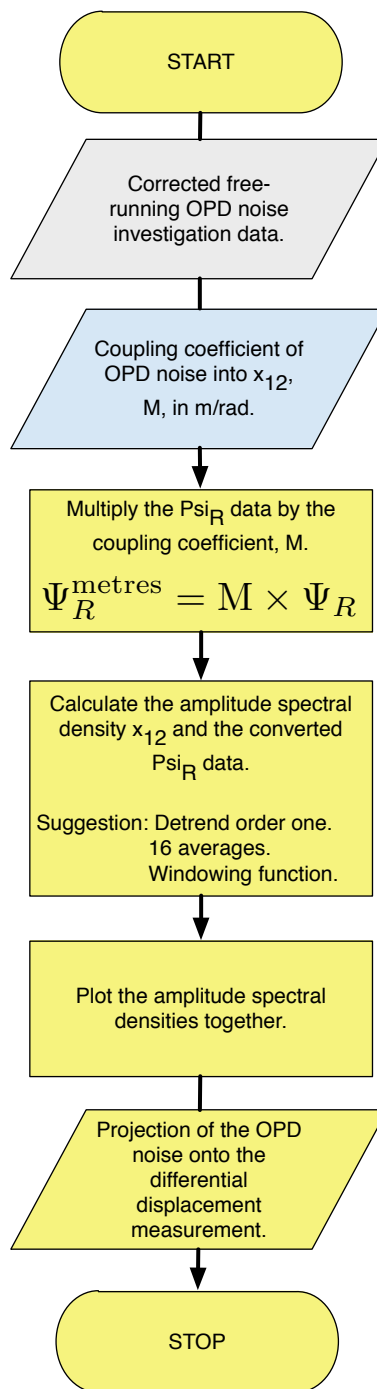 START
Corrected free-
running OPD noise
investigation data.
Coupling coefficient of
OPD noise into x12,
M, in m/rad.
Multiply the PsiR data by the
coupling coefficient, M.
Ψ_R^metres = M × Ψ_R
Calculate the amplitude spectral
density x12 and the converted
PsiR data.
Suggestion: Detrend order one.
16 averages.
Windowing function.
Plot the amplitude spectral
densities together.
Projection of the OPD
noise onto the
differential
displacement
measurement.
STOP